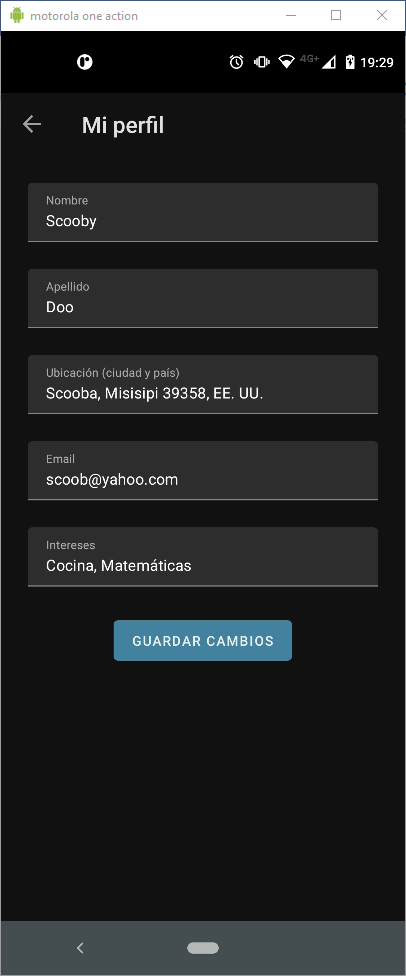 motorola one action
4G+
19:29
Mi perfil
Nombre
Scooby
Apellido
Doo
Ubicación (ciudad y país)
Scooba, Misisipi 39358, EE. UU.
Email
scoob@yahoo.com
Intereses
Cocina, Matemáticas
GUARDAR CAMBIOS